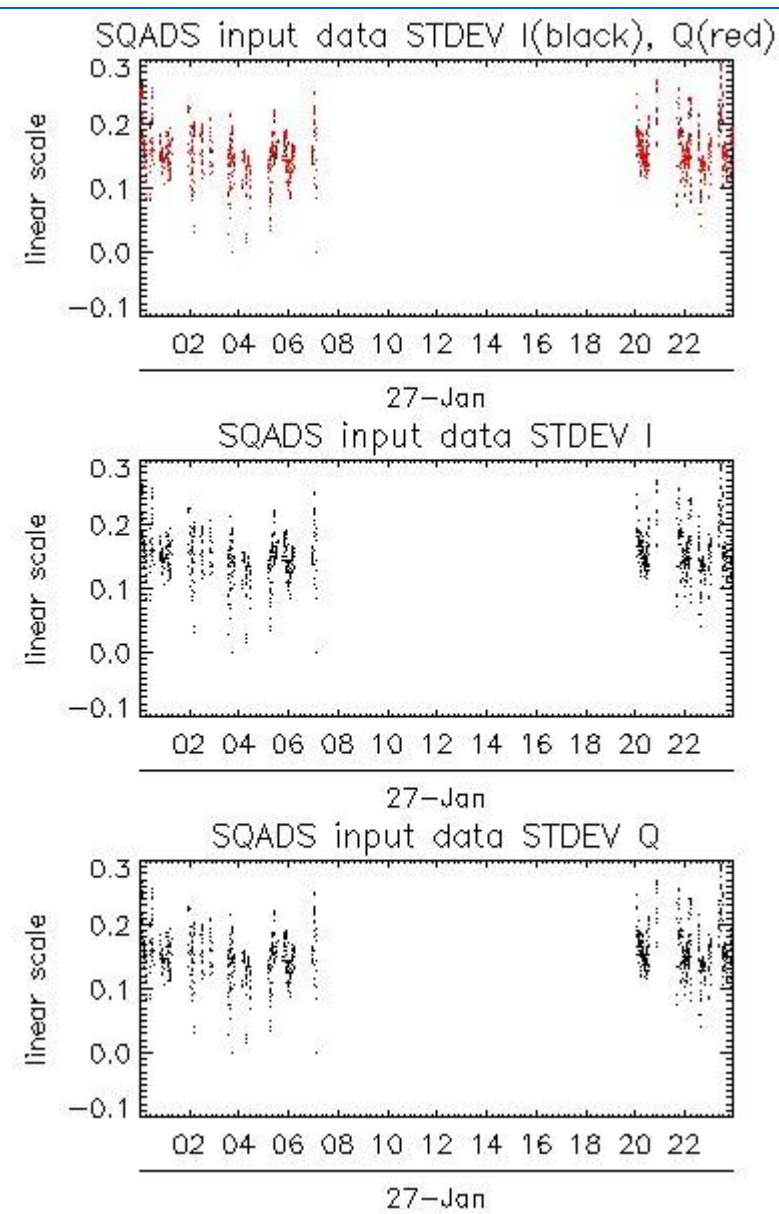 SQADS input data STDEV I(black), Q(red)
0.3
0.2
0.1
0.0
-0.1
linear scale
02 04 06 08 10 12 14 16 18 20 22
27-Jan
SQADS input data STDEV I
0.3
0.2
0.1
0.0
-0.1
linear scale
02 04 06 08 10 12 14 16 18 20 22
27-Jan
SQADS input data STDEV Q
0.3
0.2
0.1
0.0
-0.1
linear scale
02 04 06 08 10 12 14 16 18 20 22
27-Jan